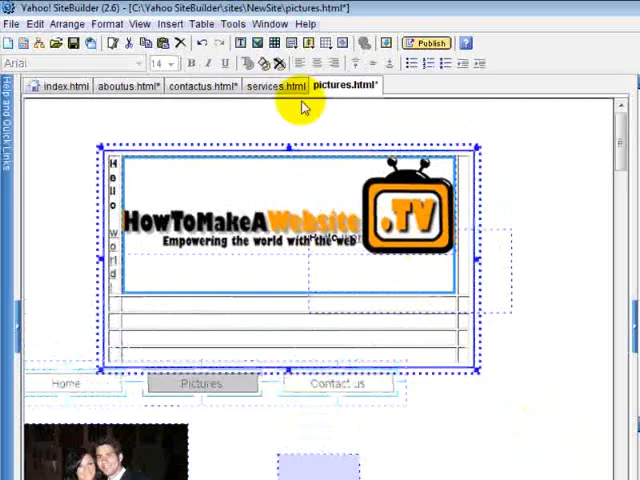 Yahoo! SiteBuilder (2.6) - [C:\Yahoo SiteBuilder\sites\NewSite\pictures.html*]
File Edit Arrange Format View Insert Table Tools Window Help
Publish
Arial 14 B I U
index.html aboutus.html* contactus.html* services.html pictures.html*
Help and Quick Links
Hello World
HowToMakeAWebsite .TV
Empowering the world with the web
Home Pictures Contact us